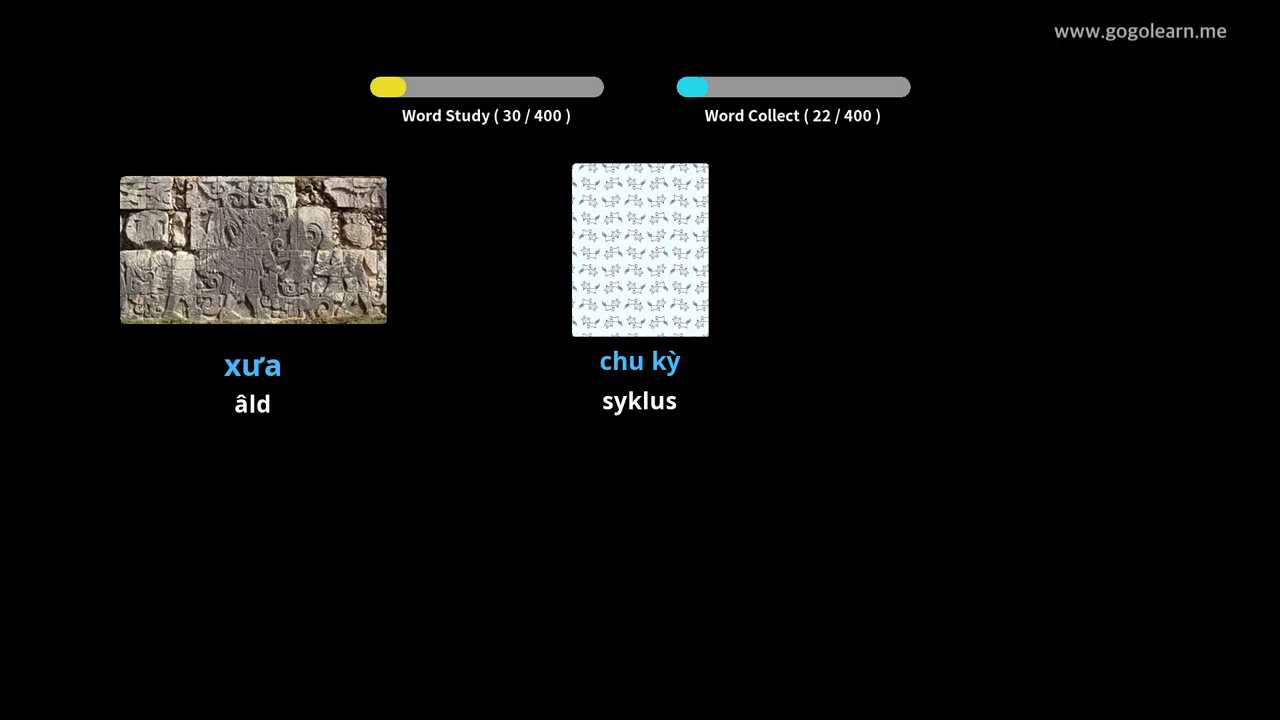 www.gogolearn.me
Word Study ( 30 / 400 )
Word Collect ( 22 / 400 )
xưa
âld
chu kỳ
syklus